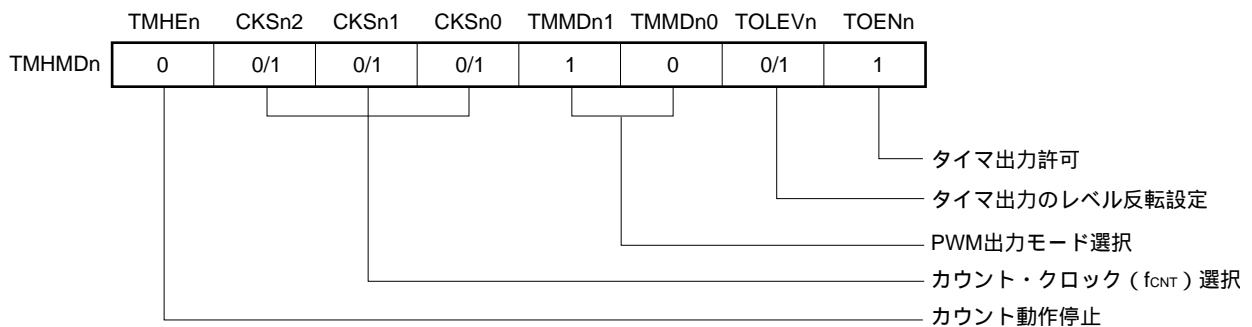 TMHEn CKSn2 CKSn1 CKSn0 TMMDn1 TMMDn0 TOLEVn TOENn
TMHMDn 0 0/1 0/1 0/1 1 0 0/1 1
タイマ出力許可
タイマ出力のレベル反転設定
PWM出力モード選択
カウント・クロック（fCNT）選択
カウント動作停止